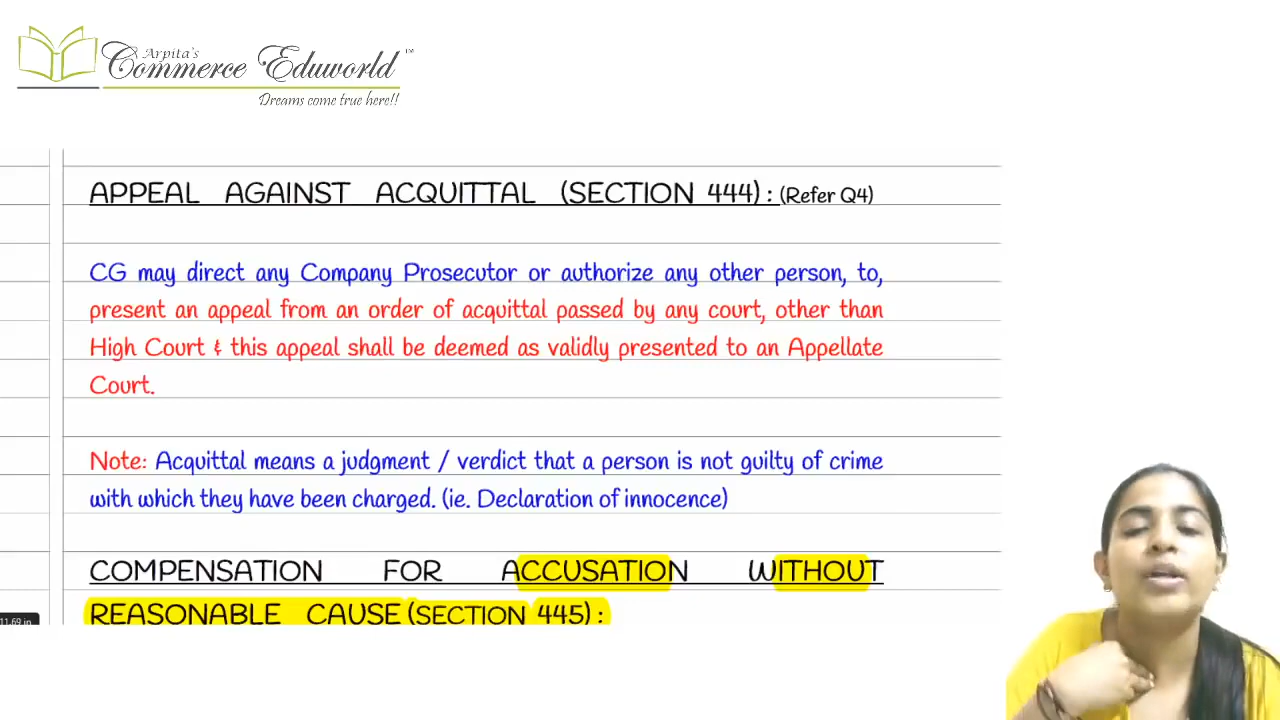 Arpita's
Commerce Eduworld ™
Dreams come true here!!
APPEAL AGAINST ACQUITTAL (SECTION 444) : (Refer Q4)
CG may direct any Company Prosecutor or authorize any other person, to,
present an appeal from an order of acquittal passed by any court, other than
High Court & this appeal shall be deemed as validly presented to an Appellate
Court.
Note: Acquittal means a judgment / verdict that a person is not guilty of crime
with which they have been charged. (ie. Declaration of innocence)
COMPENSATION FOR ACCUSATION WITHOUT
REASONABLE CAUSE (SECTION 445) :
11.69 in